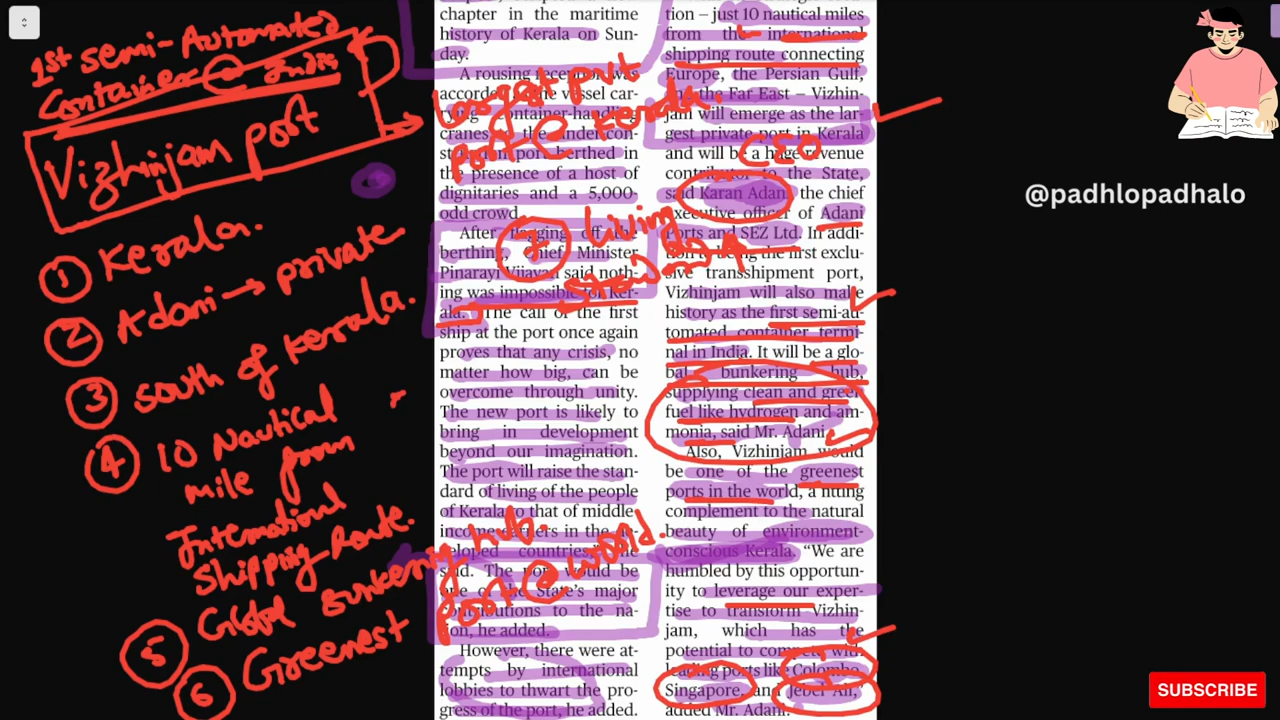 1st semi-Automated
Container @ India
Vizhinjam port
1 Kerala.
2 Adani → private
3 south of Kerala.
4 10 Nautical
mile from
International
Shipping-Route.
5 Global bunkering hub.
6 Greenest port @ world.
Largest pvt
port @ Kerala.
living
standard
CEO
chapter in the maritime
history of Kerala on Sun-
day.
A rousing reception was
accorded to the vessel car-
rying container-handling
cranes as the under-con-
struction port berthed in
the presence of a host of
dignitaries and a 5,000-
odd crowd.
After flagging off the
berthing, Chief Minister
Pinarayi Vijayan said noth-
ing was impossible for Ker-
ala. "The call of the first
ship at the port once again
proves that any crisis, no
matter how big, can be
overcome through unity.
The new port is likely to
bring in development
beyond our imagination.
The port will raise the stan-
dard of living of the people
of Kerala to that of middle-
income earners in the de-
veloped countries," he
said. The port would be
one of the State's major
contributions to the na-
tion, he added.
However, there were at-
tempts by international
lobbies to thwart the pro-
gress of the port, he added.
tion – just 10 nautical miles
from the international
shipping route connecting
Europe, the Persian Gulf,
and the Far East – Vizhin-
jam will emerge as the lar-
gest private port in Kerala
and will be a huge revenue
contributor to the State,
said Karan Adani, the chief
executive officer of Adani
Ports and SEZ Ltd. In addi-
tion to being the first exclu-
sive transshipment port,
Vizhinjam will also make
history as the first semi-au-
tomated container termi-
nal in India. It will be a glo-
bal bunkering hub,
supplying clean and green
fuel like hydrogen and am-
monia, said Mr. Adani.
Also, Vizhinjam would
be one of the greenest
ports in the world, a fitting
complement to the natural
beauty of environment-
conscious Kerala. "We are
humbled by this opportun-
ity to leverage our exper-
tise to transform Vizhin-
jam, which has the
potential to compete with
leading ports like Colombo,
Singapore, and Jebel Ali,"
added Mr. Adani.
@padhlopadhalo
SUBSCRIBE